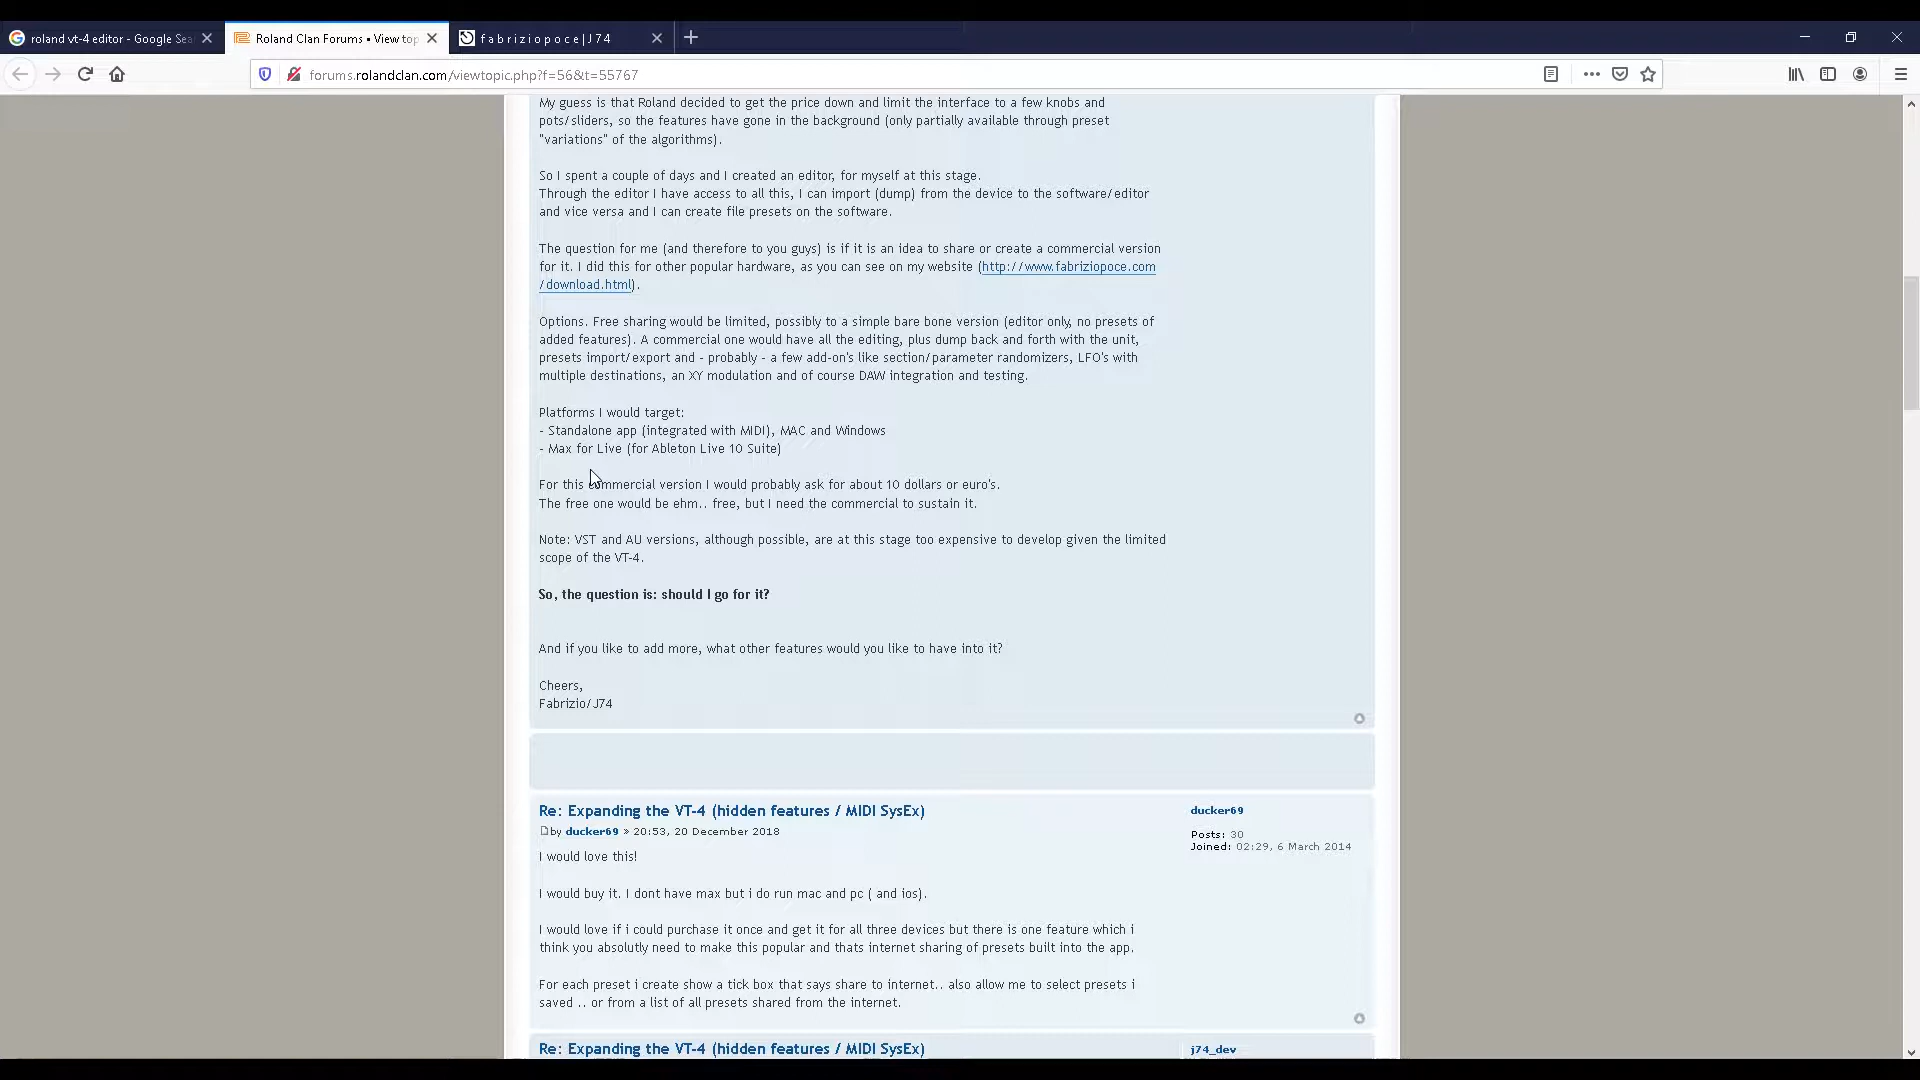 roland vt-4 editor - Google Sea
Roland Clan Forums • View top
f a b r i z i o p o c e | J 7 4
forums.rolandclan.com/viewtopic.php?f=56&t=55767
My guess is that Roland decided to get the price down and limit the interface to a few knobs and
pots/sliders, so the features have gone in the background (only partially available through preset
"variations" of the algorithms).
So I spent a couple of days and I created an editor, for myself at this stage.
Through the editor I have access to all this, I can import (dump) from the device to the software/editor
and vice versa and I can create file presets on the software.
The question for me (and therefore to you guys) is if it is an idea to share or create a commercial version
for it. I did this for other popular hardware, as you can see on my website (http://www.fabriziopoce.com
/download.html).
Options. Free sharing would be limited, possibly to a simple bare bone version (editor only, no presets of
added features). A commercial one would have all the editing, plus dump back and forth with the unit,
presets import/export and - probably - a few add-on's like section/parameter randomizers, LFO's with
multiple destinations, an XY modulation and of course DAW integration and testing.
Platforms I would target:
- Standalone app (integrated with MIDI), MAC and Windows
- Max for Live (for Ableton Live 10 Suite)
For this commercial version I would probably ask for about 10 dollars or euro's.
The free one would be ehm.. free, but I need the commercial to sustain it.
Note: VST and AU versions, although possible, are at this stage too expensive to develop given the limited
scope of the VT-4.
So, the question is: should I go for it?
And if you like to add more, what other features would you like to have into it?
Cheers,
Fabrizio/J74
Re: Expanding the VT-4 (hidden features / MIDI SysEx)
by ducker69 » 20:53, 20 December 2018
ducker69
Posts: 30
Joined: 02:29, 6 March 2014
I would love this!
I would buy it. I dont have max but i do run mac and pc ( and ios).
I would love if i could purchase it once and get it for all three devices but there is one feature which i
think you absolutly need to make this popular and thats internet sharing of presets built into the app.
For each preset i create show a tick box that says share to internet.. also allow me to select presets i
saved .. or from a list of all presets shared from the internet.
Re: Expanding the VT-4 (hidden features / MIDI SysEx)
j74_dev